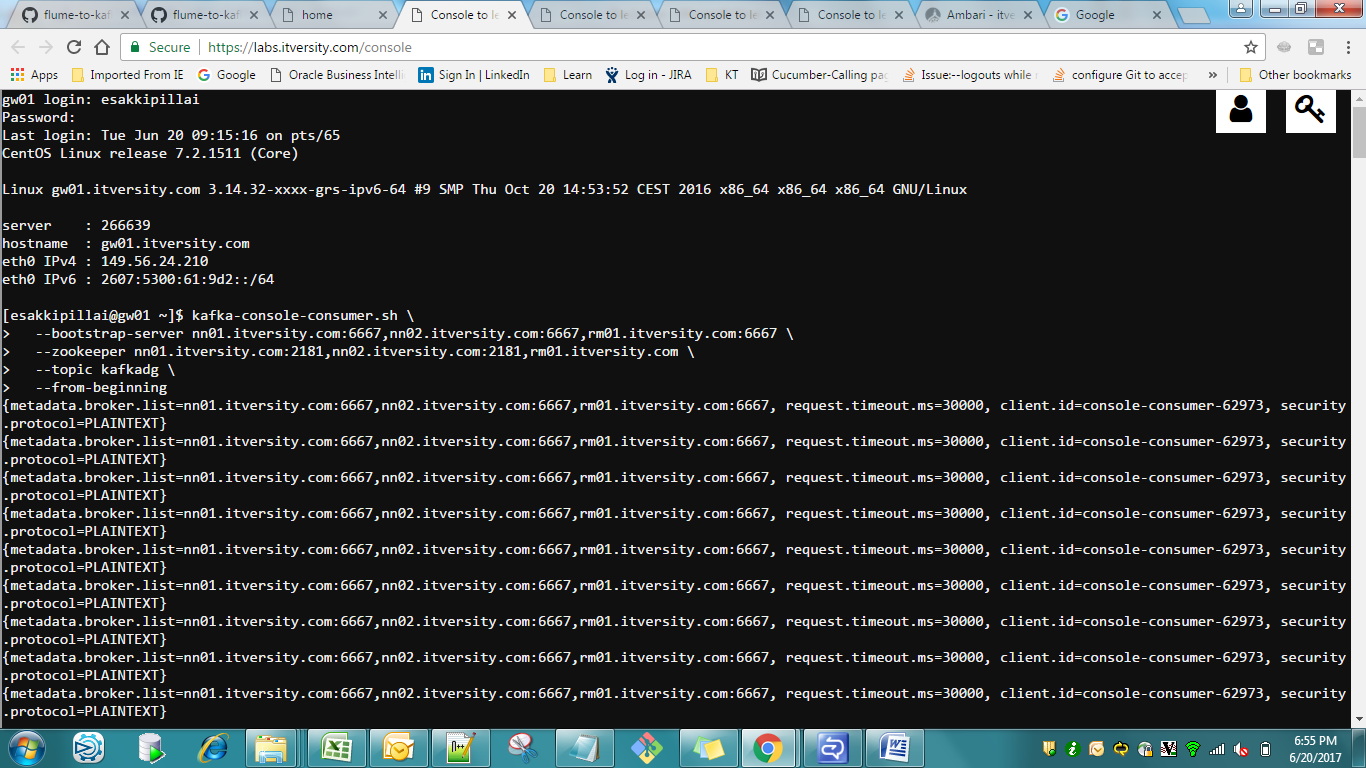 flume-to-kaf
flume-to-kaf
home
Console to le
Console to le
Console to le
Console to le
Ambari - itve
Google
Secure
https://labs.itversity.com/console
Apps
Imported From IE
Google
Oracle Business Intelli
Sign In | LinkedIn
Learn
Log in - JIRA
KT
Cucumber-Calling pag
Issue:--logouts while
configure Git to accep
»
Other bookmarks
gw01 login: esakkipillai
Password:
Last login: Tue Jun 20 09:15:16 on pts/65
CentOS Linux release 7.2.1511 (Core)
Linux gw01.itversity.com 3.14.32-xxxx-grs-ipv6-64 #9 SMP Thu Oct 20 14:53:52 CEST 2016 x86_64 x86_64 x86_64 GNU/Linux
server    : 266639
hostname  : gw01.itversity.com
eth0 IPv4 : 149.56.24.210
eth0 IPv6 : 2607:5300:61:9d2::/64
[esakkipillai@gw01 ~]$ kafka-console-consumer.sh \
>   --bootstrap-server nn01.itversity.com:6667,nn02.itversity.com:6667,rm01.itversity.com:6667 \
>   --zookeeper nn01.itversity.com:2181,nn02.itversity.com:2181,rm01.itversity.com \
>   --topic kafkadg \
>   --from-beginning
{metadata.broker.list=nn01.itversity.com:6667,nn02.itversity.com:6667,rm01.itversity.com:6667, request.timeout.ms=30000, client.id=console-consumer-62973, security
.protocol=PLAINTEXT}
{metadata.broker.list=nn01.itversity.com:6667,nn02.itversity.com:6667,rm01.itversity.com:6667, request.timeout.ms=30000, client.id=console-consumer-62973, security
.protocol=PLAINTEXT}
{metadata.broker.list=nn01.itversity.com:6667,nn02.itversity.com:6667,rm01.itversity.com:6667, request.timeout.ms=30000, client.id=console-consumer-62973, security
.protocol=PLAINTEXT}
{metadata.broker.list=nn01.itversity.com:6667,nn02.itversity.com:6667,rm01.itversity.com:6667, request.timeout.ms=30000, client.id=console-consumer-62973, security
.protocol=PLAINTEXT}
{metadata.broker.list=nn01.itversity.com:6667,nn02.itversity.com:6667,rm01.itversity.com:6667, request.timeout.ms=30000, client.id=console-consumer-62973, security
.protocol=PLAINTEXT}
{metadata.broker.list=nn01.itversity.com:6667,nn02.itversity.com:6667,rm01.itversity.com:6667, request.timeout.ms=30000, client.id=console-consumer-62973, security
.protocol=PLAINTEXT}
{metadata.broker.list=nn01.itversity.com:6667,nn02.itversity.com:6667,rm01.itversity.com:6667, request.timeout.ms=30000, client.id=console-consumer-62973, security
.protocol=PLAINTEXT}
{metadata.broker.list=nn01.itversity.com:6667,nn02.itversity.com:6667,rm01.itversity.com:6667, request.timeout.ms=30000, client.id=console-consumer-62973, security
.protocol=PLAINTEXT}
{metadata.broker.list=nn01.itversity.com:6667,nn02.itversity.com:6667,rm01.itversity.com:6667, request.timeout.ms=30000, client.id=console-consumer-62973, security
.protocol=PLAINTEXT}
6:55 PM
6/20/2017